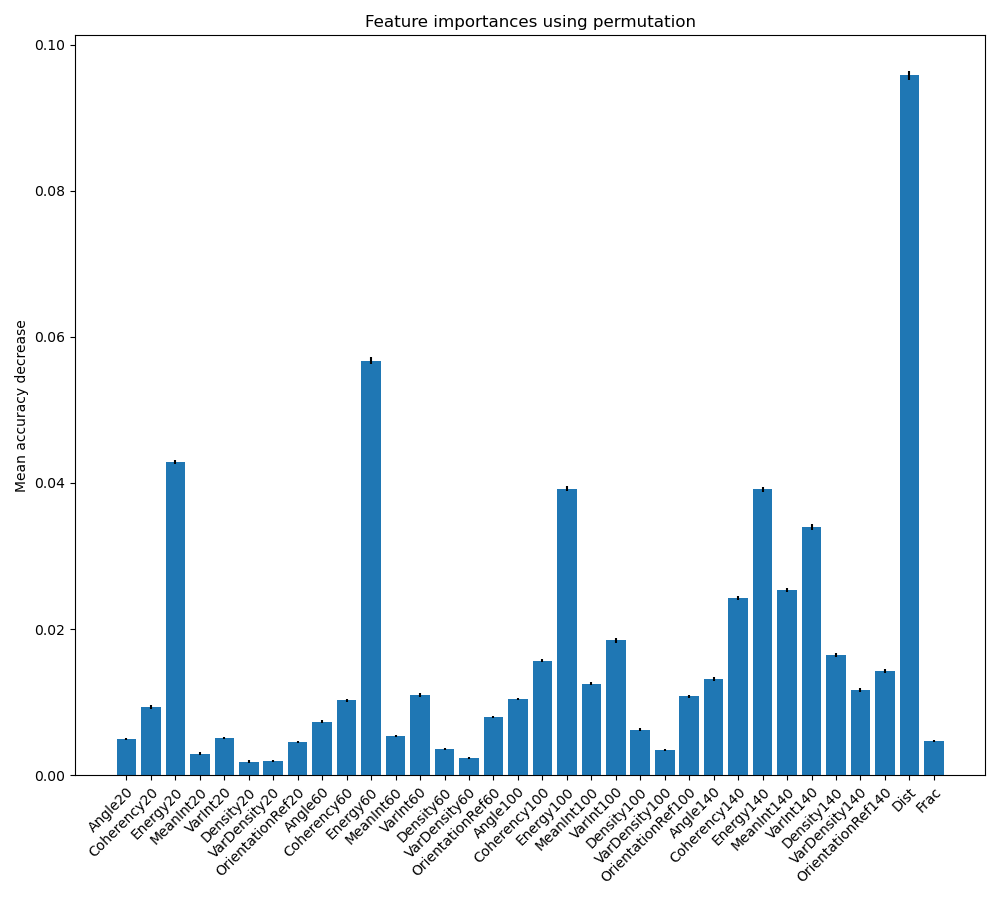 Feature importances using permutation
Mean accuracy decrease
0.10
0.08
0.06
0.04
0.02
0.00
Angle20
Coherency20
Energy20
MeanInt20
VarInt20
Density20
VarDensity20
OrientationRef20
Angle60
Coherency60
Energy60
MeanInt60
VarInt60
Density60
VarDensity60
OrientationRef60
Angle100
Coherency100
Energy100
MeanInt100
VarInt100
Density100
VarDensity100
OrientationRef100
Angle140
Coherency140
Energy140
MeanInt140
VarInt140
Density140
VarDensity140
OrientationRef140
Dist
Frac